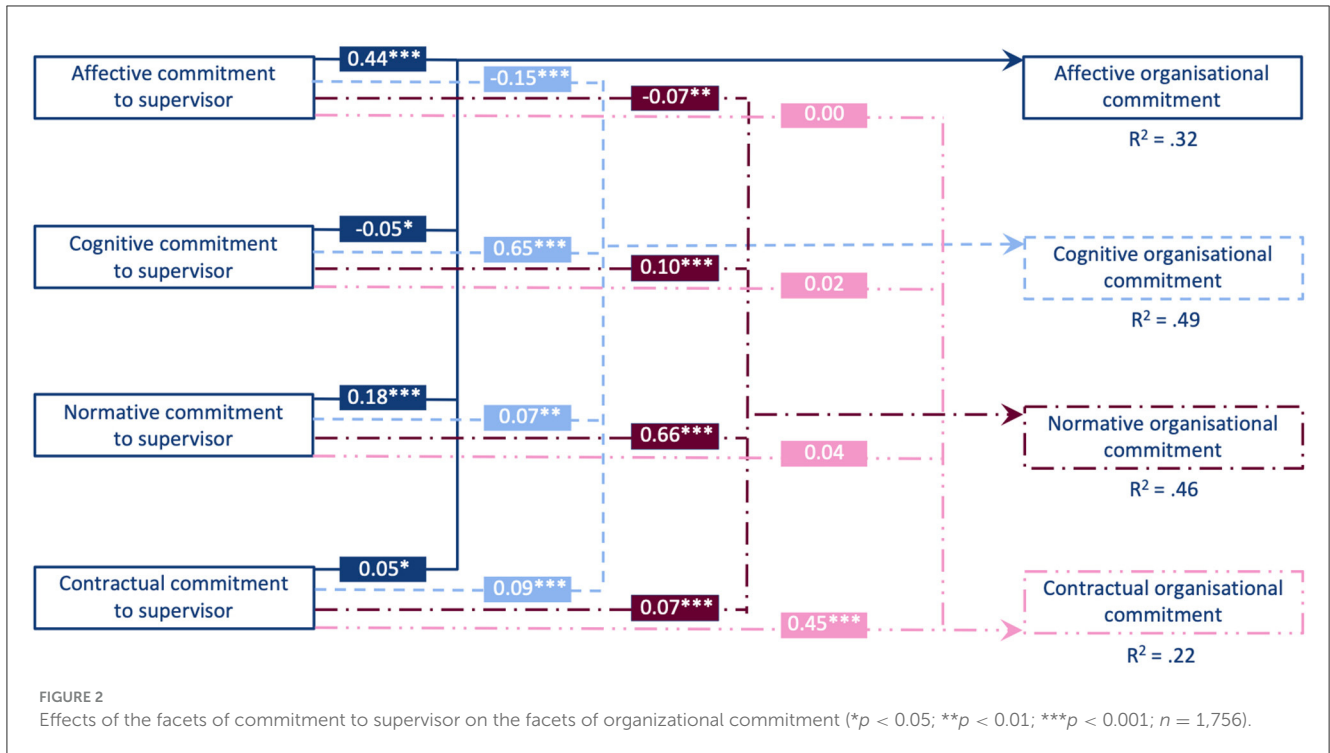 0.44***
Affective commitment
to supervisor
-0.15***
-0.07**
0.00
Affective organisational
commitment
R² = .32
-0.05*
Cognitive commitment
to supervisor
0.65***
0.10***
0.02
Cognitive organisational
commitment
R² = .49
0.18***
Normative commitment
to supervisor
0.07**
0.66***
0.04
Normative organisational
commitment
R² = .46
0.05*
Contractual commitment
to supervisor
0.09***
0.07***
0.45***
Contractual organisational
commitment
R² = .22
FIGURE 2
Effects of the facets of commitment to supervisor on the facets of organizational commitment (*p < 0.05; **p < 0.01; ***p < 0.001; n = 1,756).